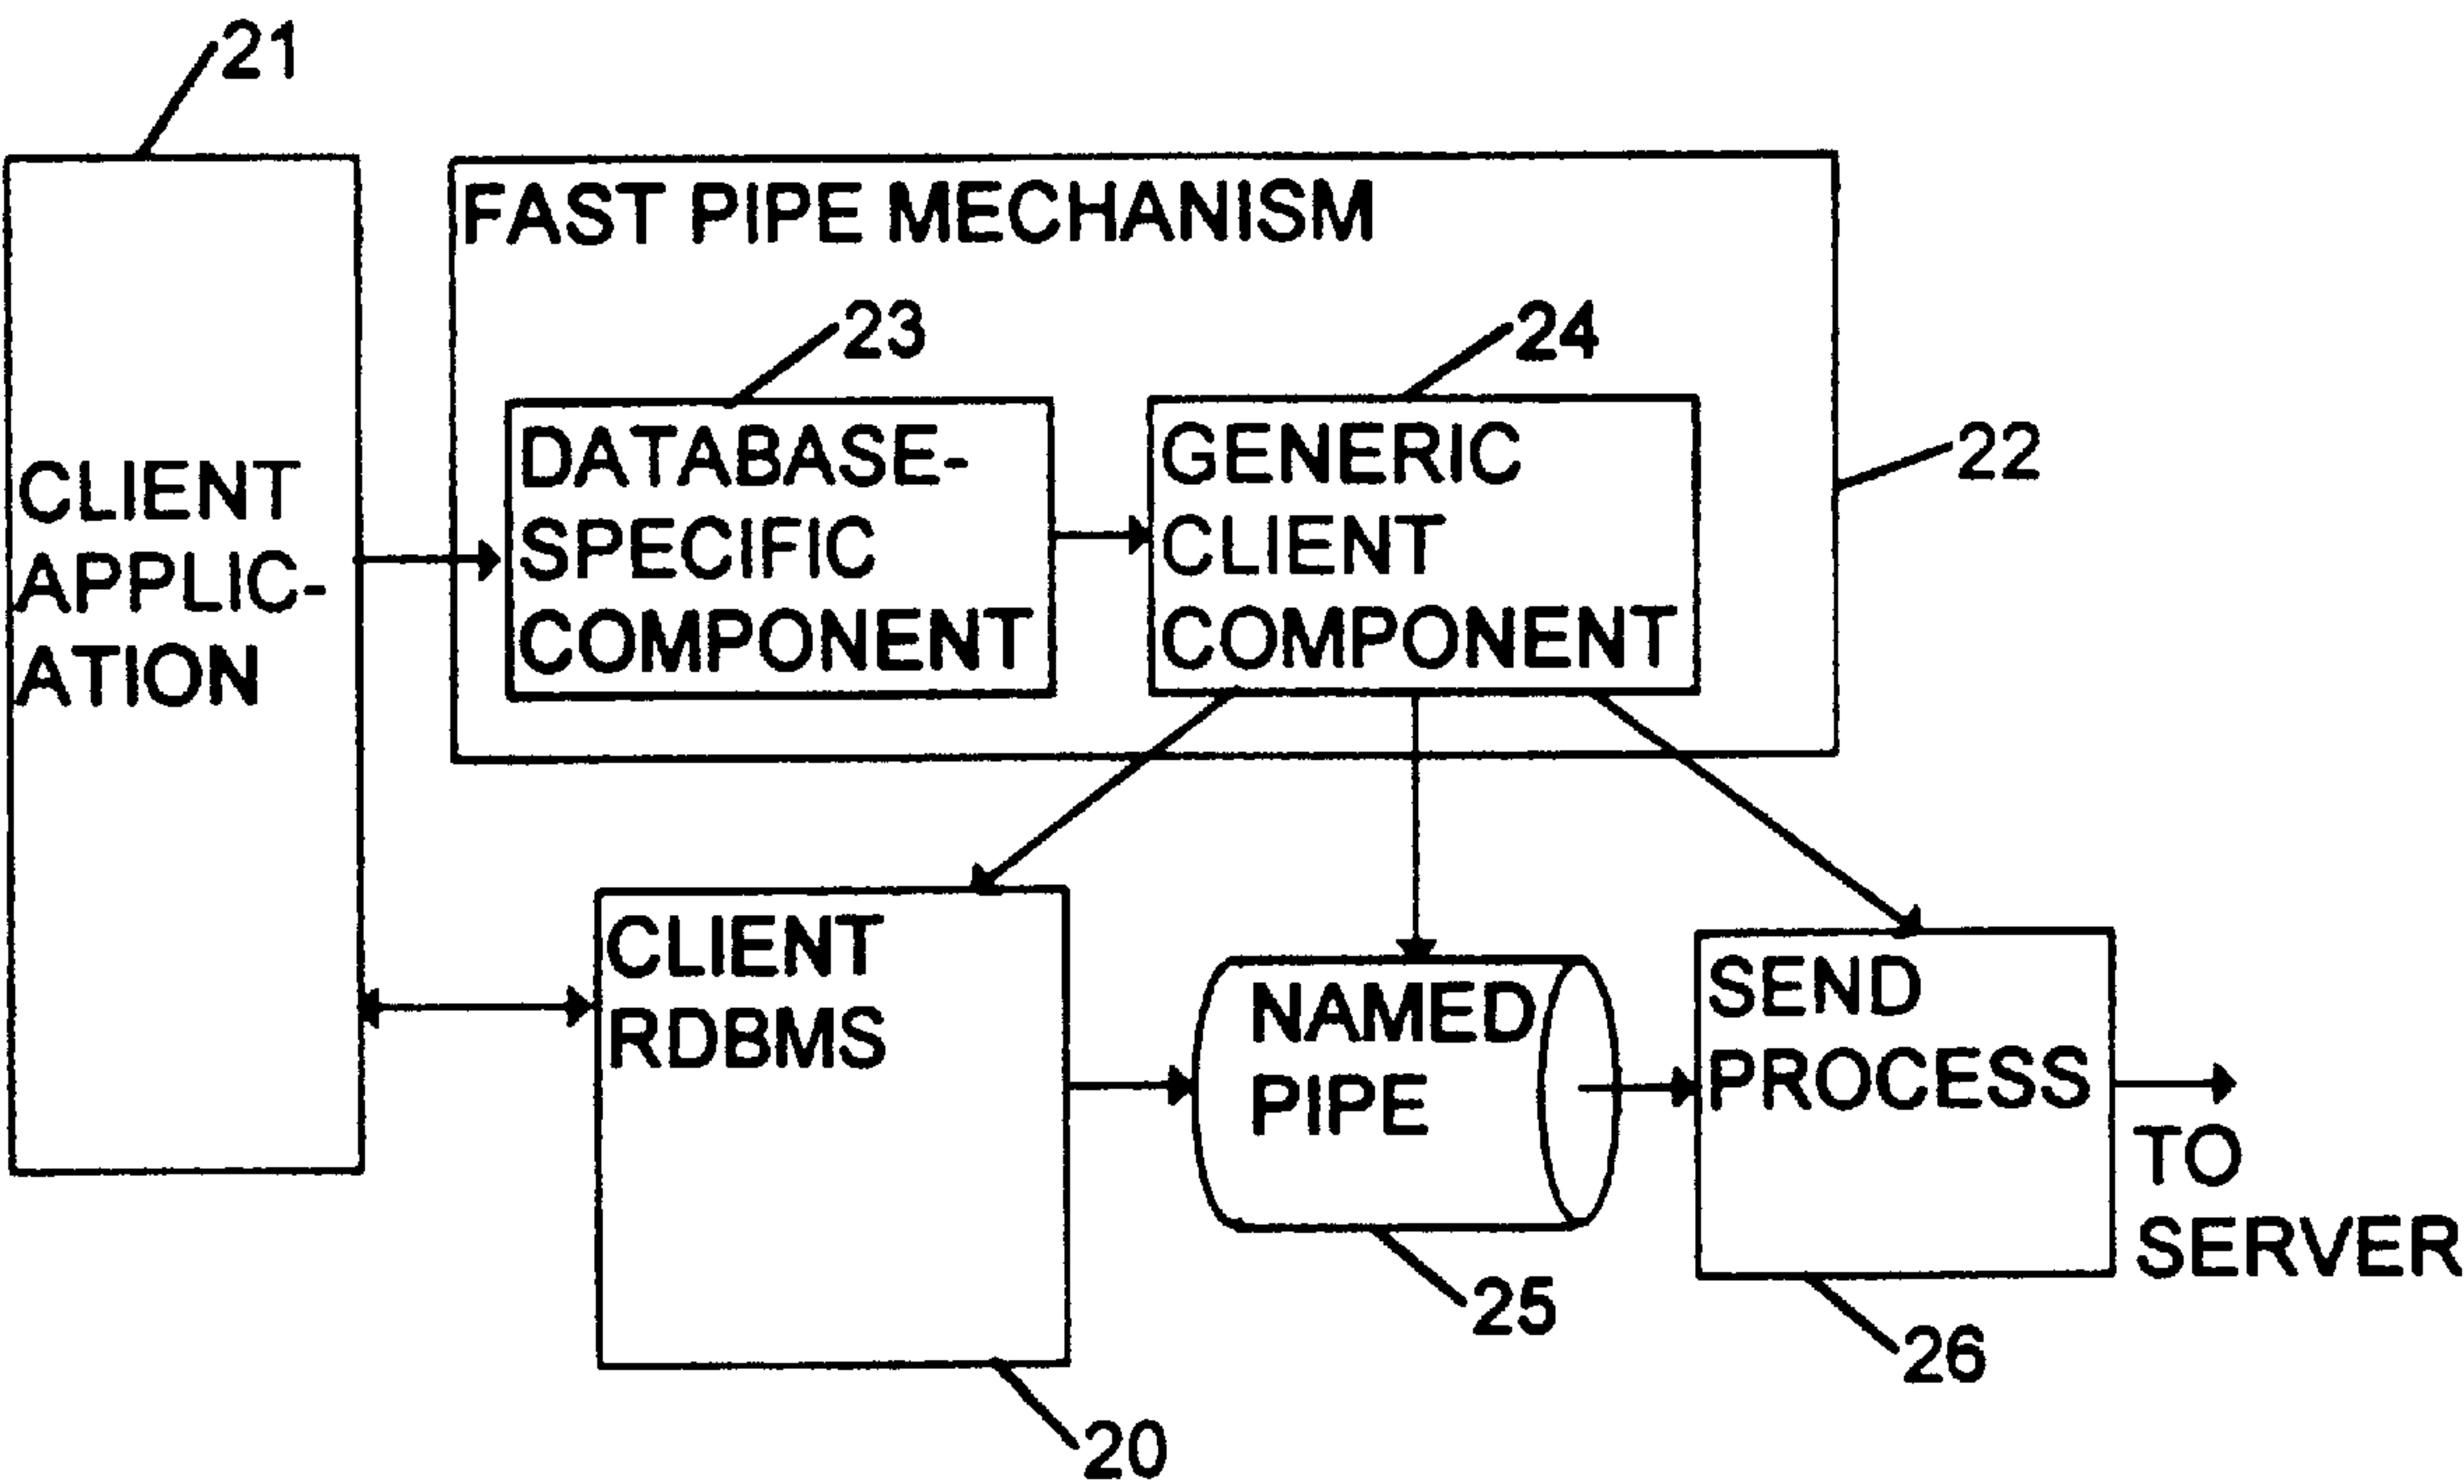 21
FAST PIPE MECHANISM
23
24
DATABASE-
SPECIFIC
COMPONENT
GENERIC
CLIENT
COMPONENT
22
CLIENT
APPLIC-
ATION
CLIENT
RDBMS
NAMED
PIPE
SEND
PROCESS
TO
SERVER
25
26
20